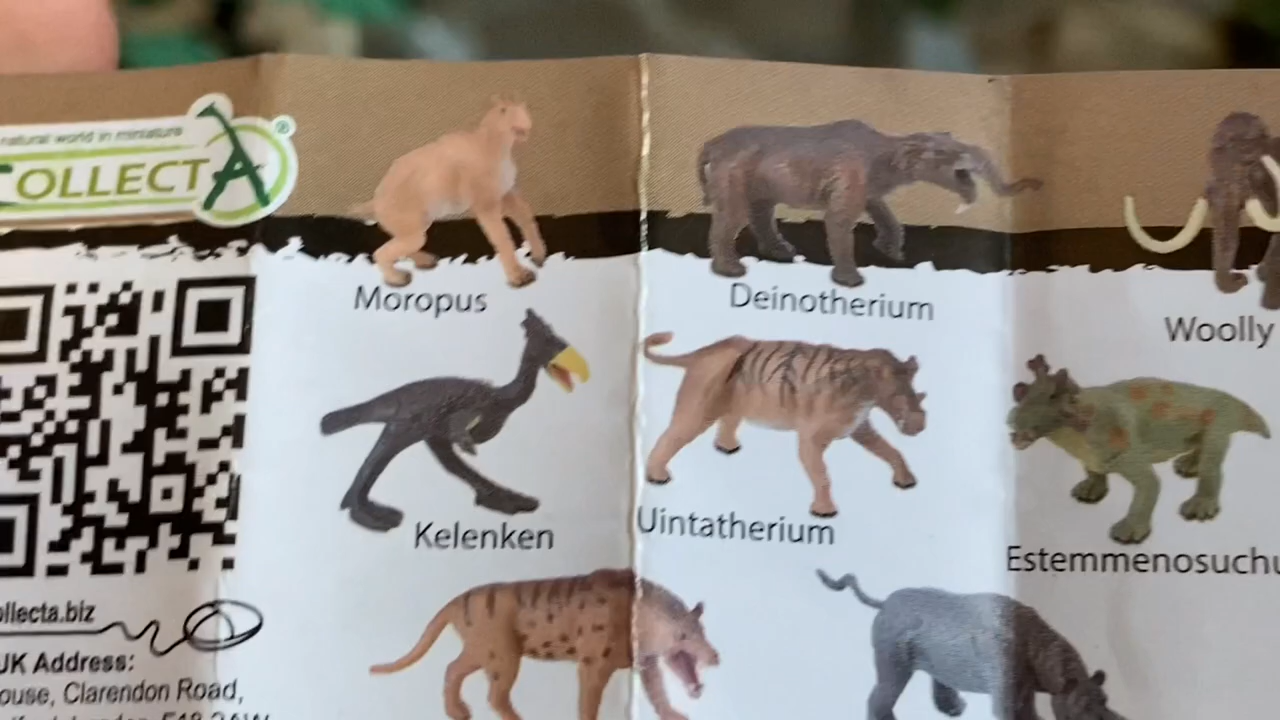 natural world in miniature
COLLECTA®
Moropus
Deinotherium
Woolly
Kelenken
Uintatherium
Estemmenosuchu
ollecta.biz
UK Address:
ouse, Clarendon Road,